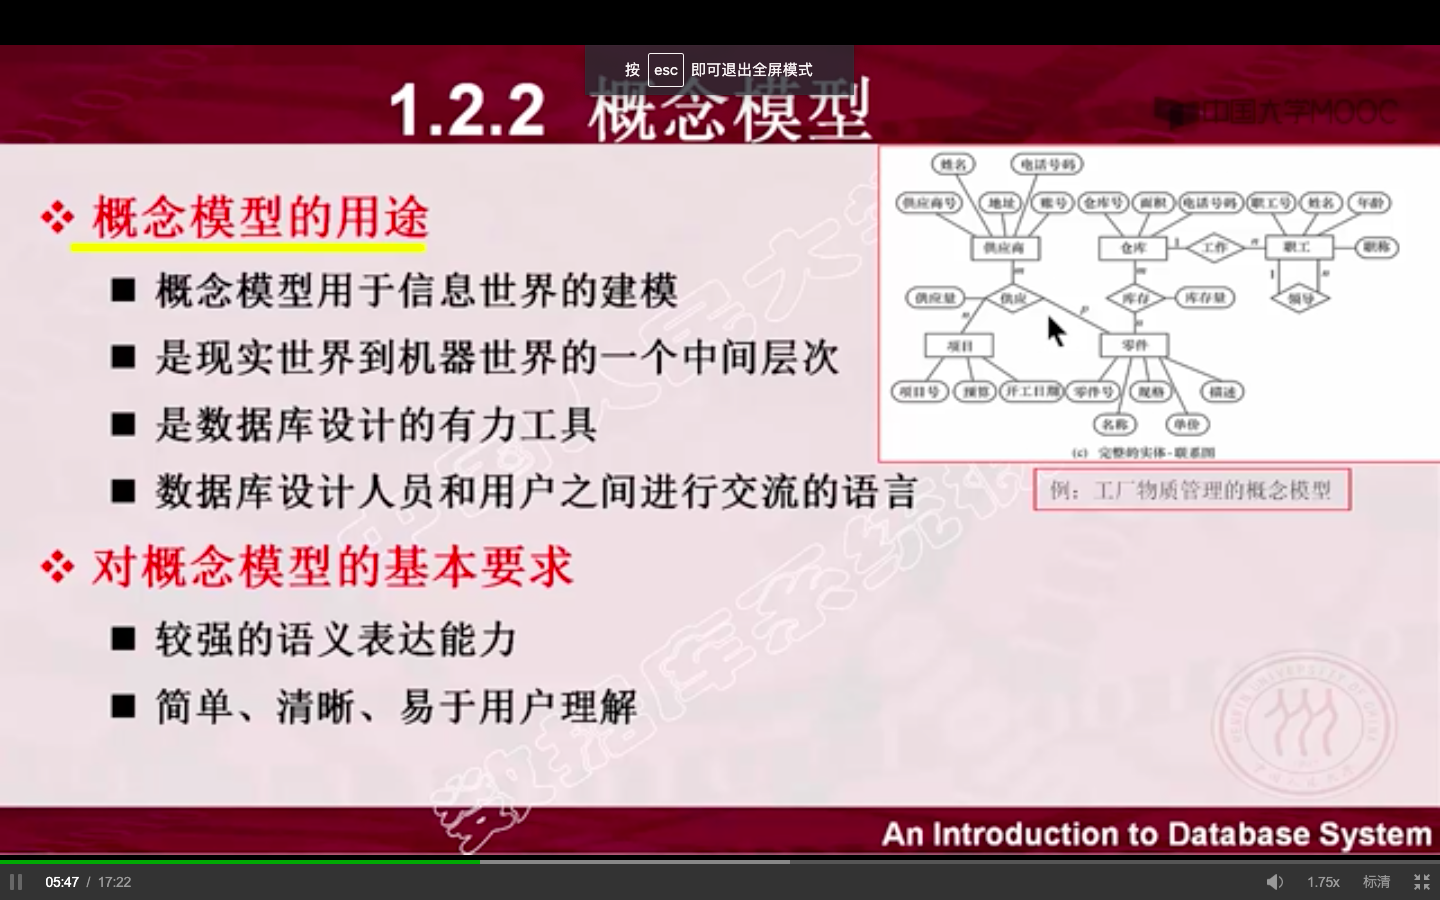 按 esc 即可退出全屏模式
1.2.2 概念模型
中国大学MOOC
概念模型的用途
概念模型用于信息世界的建模
是现实世界到机器世界的一个中间层次
是数据库设计的有力工具
数据库设计人员和用户之间进行交流的语言
对概念模型的基本要求
较强的语义表达能力
简单、清晰、易于用户理解
姓名 电话号码
供应商号 地址 账号 仓库号 面积 电话号码 职工号 姓名 年龄
供应商 仓库 1 工作 n 职工 职称
m m 1 n
供应量 供应 库存 库存量 领导
n p n
项目 零件
项目号 预算 开工日期 零件号 规格 描述
名称 单价
(c) 完整的实体-联系图
例：工厂物质管理的概念模型
An Introduction to Database System
05:47 / 17:22 1.75x 标清